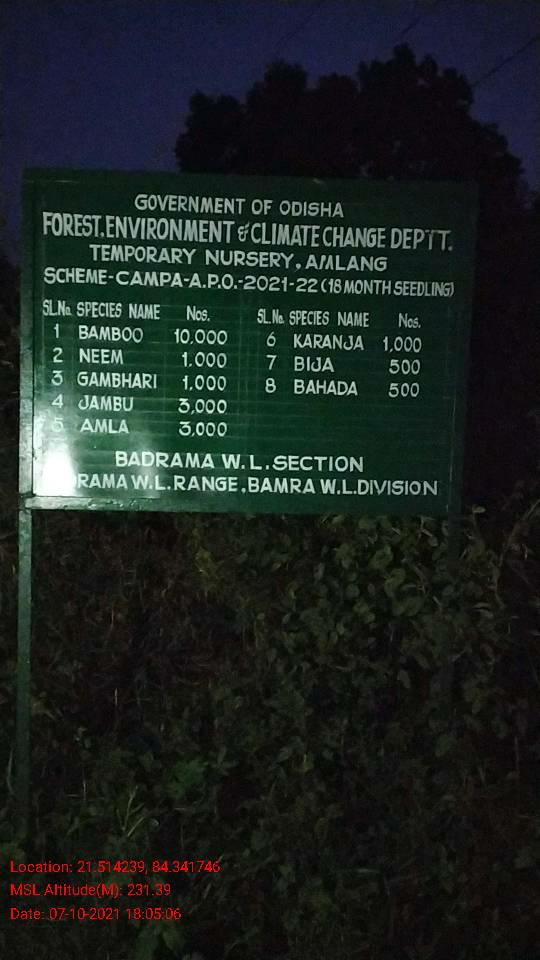 GOVERNMENT OF ODISHA
FOREST, ENVIRONMENT & CLIMATE CHANGE DEPTT.
TEMPORARY NURSERY, AMLANG
SCHEME-CAMPA-A.P.O.-2021-22 (18 MONTH SEEDLING)
SL.No. SPECIES NAME Nos.
1 BAMBOO 10,000
2 NEEM 1,000
3 GAMBHARI 1,000
4 JAMBU 3,000
5 AMLA 3,000
SL.No. SPECIES NAME Nos.
6 KARANJA 1,000
7 BIJA 500
8 BAHADA 500
BADRAMA W.L. SECTION
RAMA W.L. RANGE, BAMRA W.L. DIVISION
Location: 21.514239, 84.341746
MSL Altitude(M): 231.39
Date: 07-10-2021 18:05:06